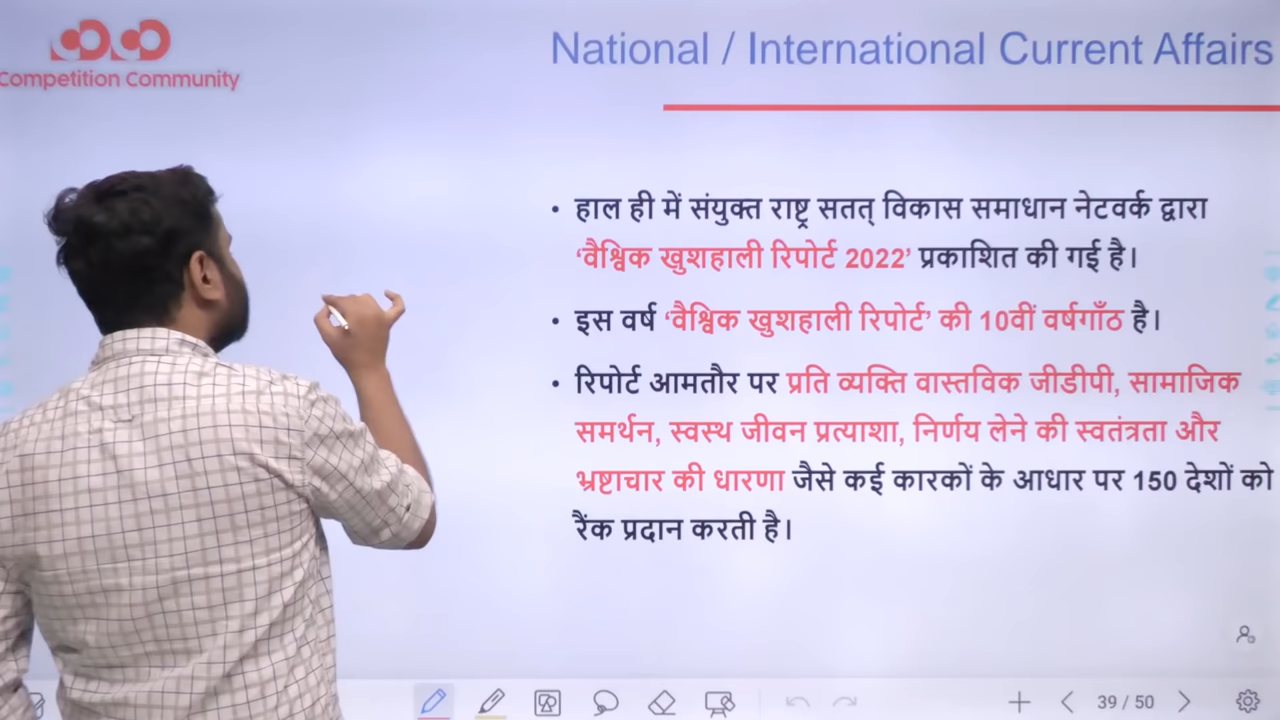 Competition Community
National / International Current Affairs
• हाल ही में संयुक्त राष्ट्र सतत् विकास समाधान नेटवर्क द्वारा
‘वैश्विक खुशहाली रिपोर्ट 2022’ प्रकाशित की गई है।
• इस वर्ष ‘वैश्विक खुशहाली रिपोर्ट’ की 10वीं वर्षगाँठ है।
• रिपोर्ट आमतौर पर प्रति व्यक्ति वास्तविक जीडीपी, सामाजिक
समर्थन, स्वस्थ जीवन प्रत्याशा, निर्णय लेने की स्वतंत्रता और
भ्रष्टाचार की धारणा जैसे कई कारकों के आधार पर 150 देशों को
रैंक प्रदान करती है।
39 / 50